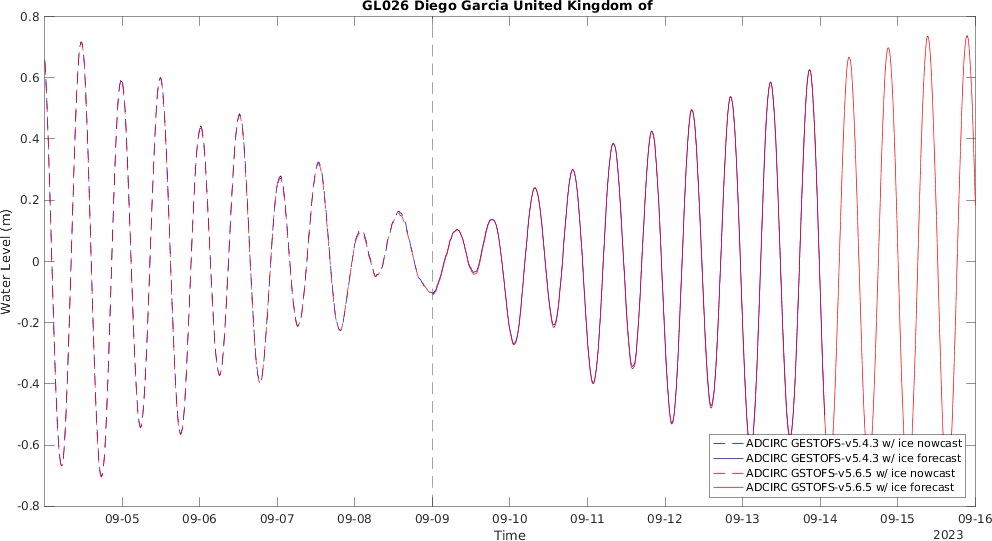 GL026 Diego Garcia United Kingdom of
0.8
0.6
0.4
0.2
0
-0.2
-0.4
-0.6
-0.8
Water Level (m)
ADCIRC GESTOFS-v5.4.3 w/ ice nowcast
ADCIRC GESTOFS-v5.4.3 w/ ice forecast
ADCIRC GSTOFS-v5.6.5 w/ ice nowcast
ADCIRC GSTOFS-v5.6.5 w/ ice forecast
09-05 09-06 09-07 09-08 09-09 09-10 09-11 09-12 09-13 09-14 09-15 09-16
Time
2023